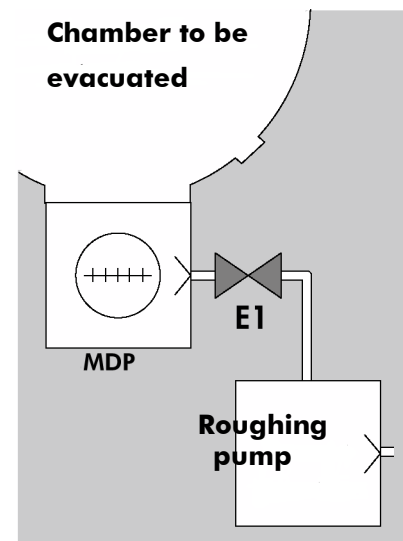 Chamber to be
evacuated
E1
MDP
Roughing
pump